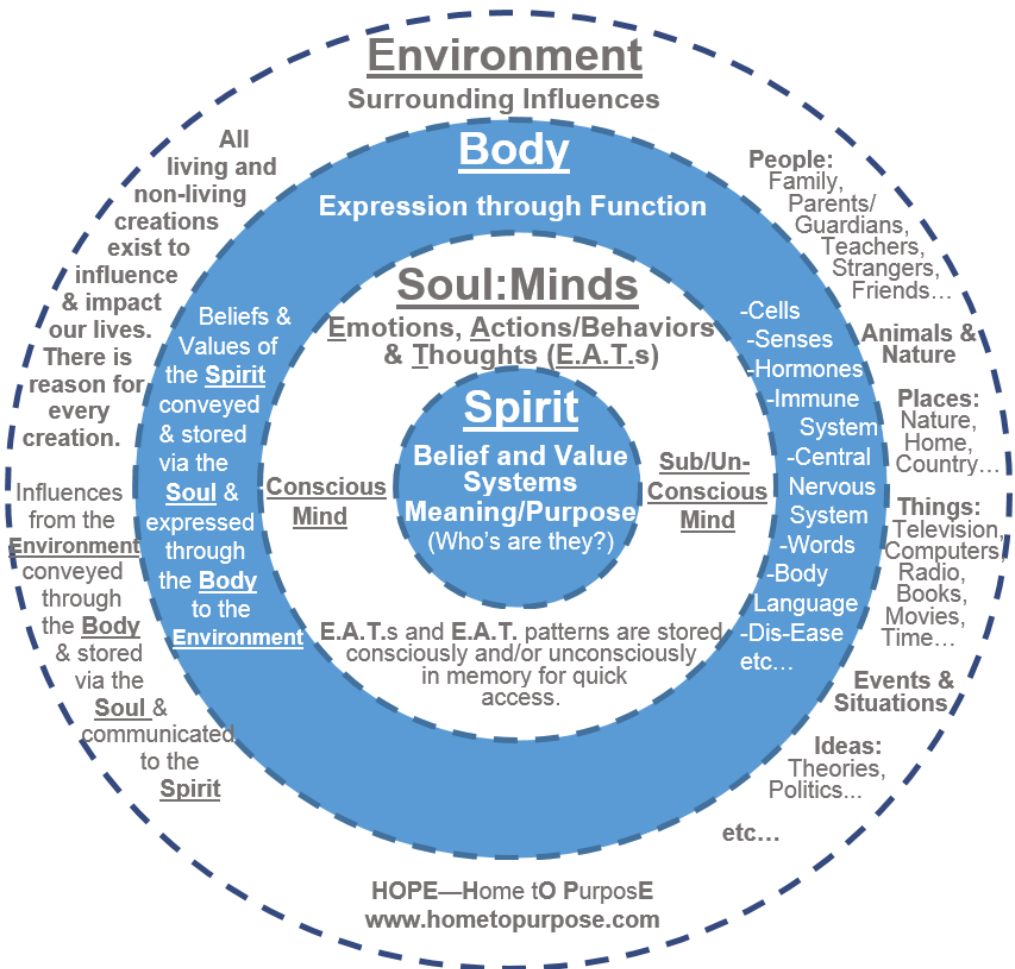 Environment
Surrounding Influences
All
living and
non-living
creations
exist to
influence
& impact
our lives.
There is
reason for
every
creation.
Influences
from the
Environment
conveyed
through
the Body
& stored
via the
Soul &
communicated
to the
Spirit
Body
Expression through Function
Beliefs &
Values of
the Spirit
conveyed
& stored
via the
Soul &
expressed
through
the Body
to the
Environment
Soul:Minds
Emotions, Actions/Behaviors
& Thoughts (E.A.T.s)
Conscious
Mind
Spirit
Belief and Value
Systems
Meaning/Purpose
(Who's are they?)
Sub/Un-
Conscious
Mind
E.A.T.s and E.A.T. patterns are stored
consciously and/or unconsciously
in memory for quick
access.
-Cells
-Senses
-Hormones
-Immune
System
-Central
Nervous
System
-Words
-Body
Language
-Dis-Ease
etc…
People:
Family,
Parents/
Guardians,
Teachers,
Strangers,
Friends…
Animals &
Nature
Places:
Nature,
Home,
Country…
Things:
Television,
Computers,
Radio,
Books,
Movies,
Time…
Events &
Situations
Ideas:
Theories,
Politics...
etc…
HOPE—Home tO PurposE
www.hometopurpose.com